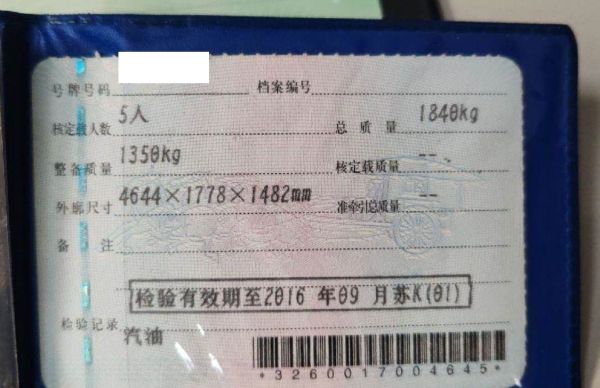 号牌号码 档案编号
核定载人数 5人 总质量 1840kg
整备质量 1350kg 核定载质量 --
外廓尺寸 4644×1778×1482mm 准牵引总质量 --
备注
检验有效期至2016年09月苏K(01)
检验记录
汽油
*3260017004645*